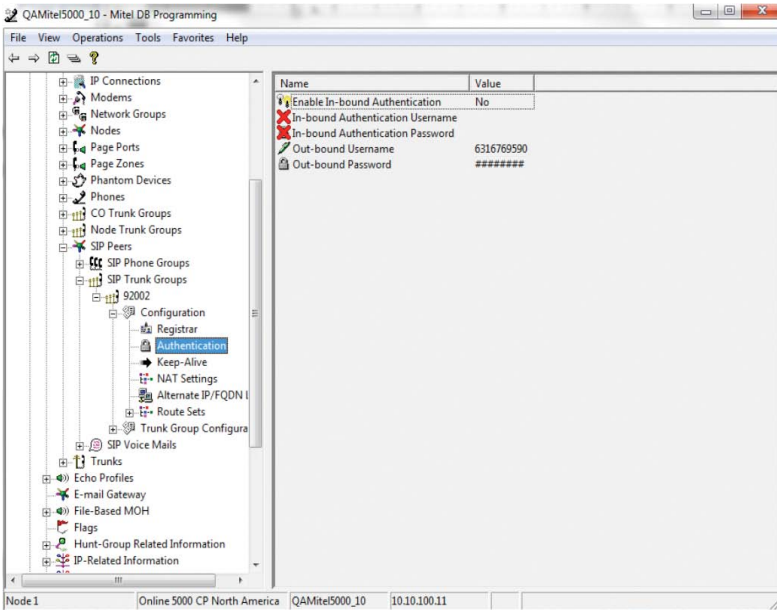 QAMitel5000_10 - Mitel DB Programming
File View Operations Tools Favorites Help
IP Connections
Modems
Network Groups
Nodes
Page Ports
Page Zones
Phantom Devices
Phones
CO Trunk Groups
Node Trunk Groups
SIP Peers
SIP Phone Groups
SIP Trunk Groups
92002
Configuration
Registrar
Authentication
Keep-Alive
NAT Settings
Alternate IP/FQDN L
Route Sets
Trunk Group Configura
SIP Voice Mails
Trunks
Echo Profiles
E-mail Gateway
File-Based MOH
Flags
Hunt-Group Related Information
IP-Related Information
Name Value
Enable In-bound Authentication No
In-bound Authentication Username
In-bound Authentication Password
Out-bound Username 6316769590
Out-bound Password ########
Node 1 Online 5000 CP North America QAMitel5000_10 10.10.100.11